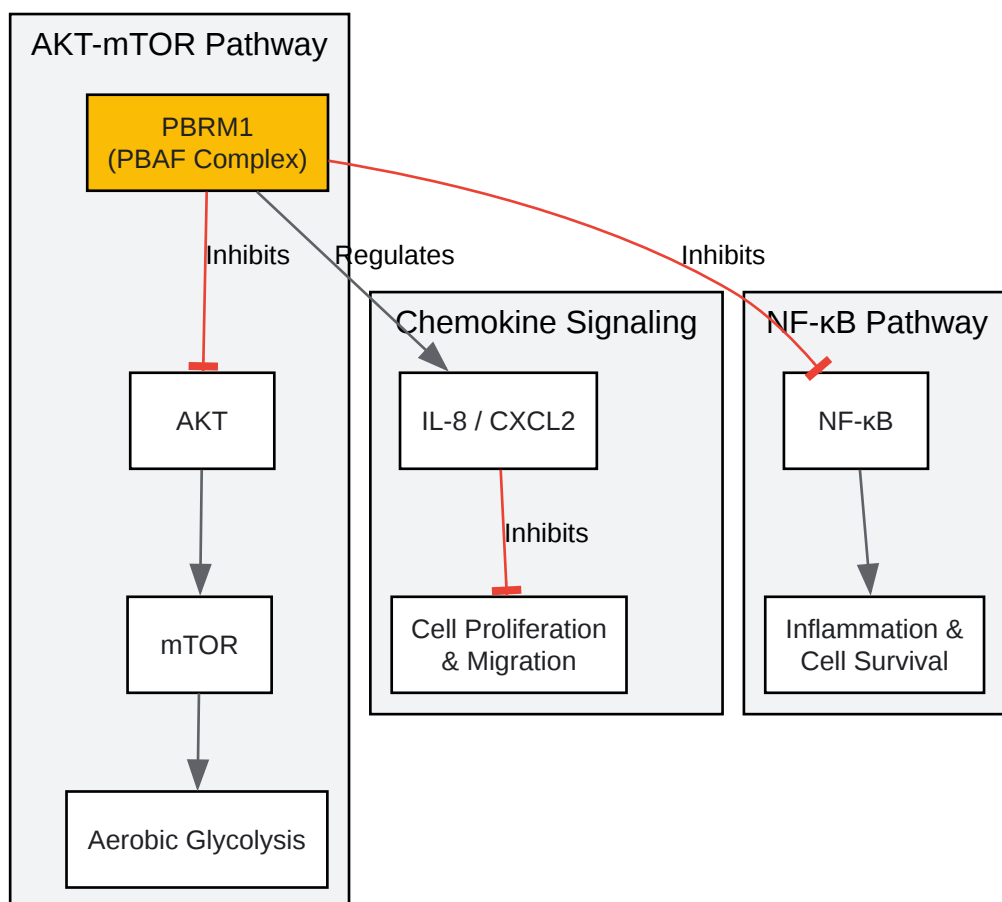 AKT-mTOR Pathway
PBRM1
(PBAF Complex)
Inhibits
Regulates
Inhibits
Chemokine Signaling
NF-κB Pathway
AKT
IL-8 / CXCL2
NF-κB
Inhibits
mTOR
Cell Proliferation
& Migration
Inflammation &
Cell Survival
Aerobic Glycolysis